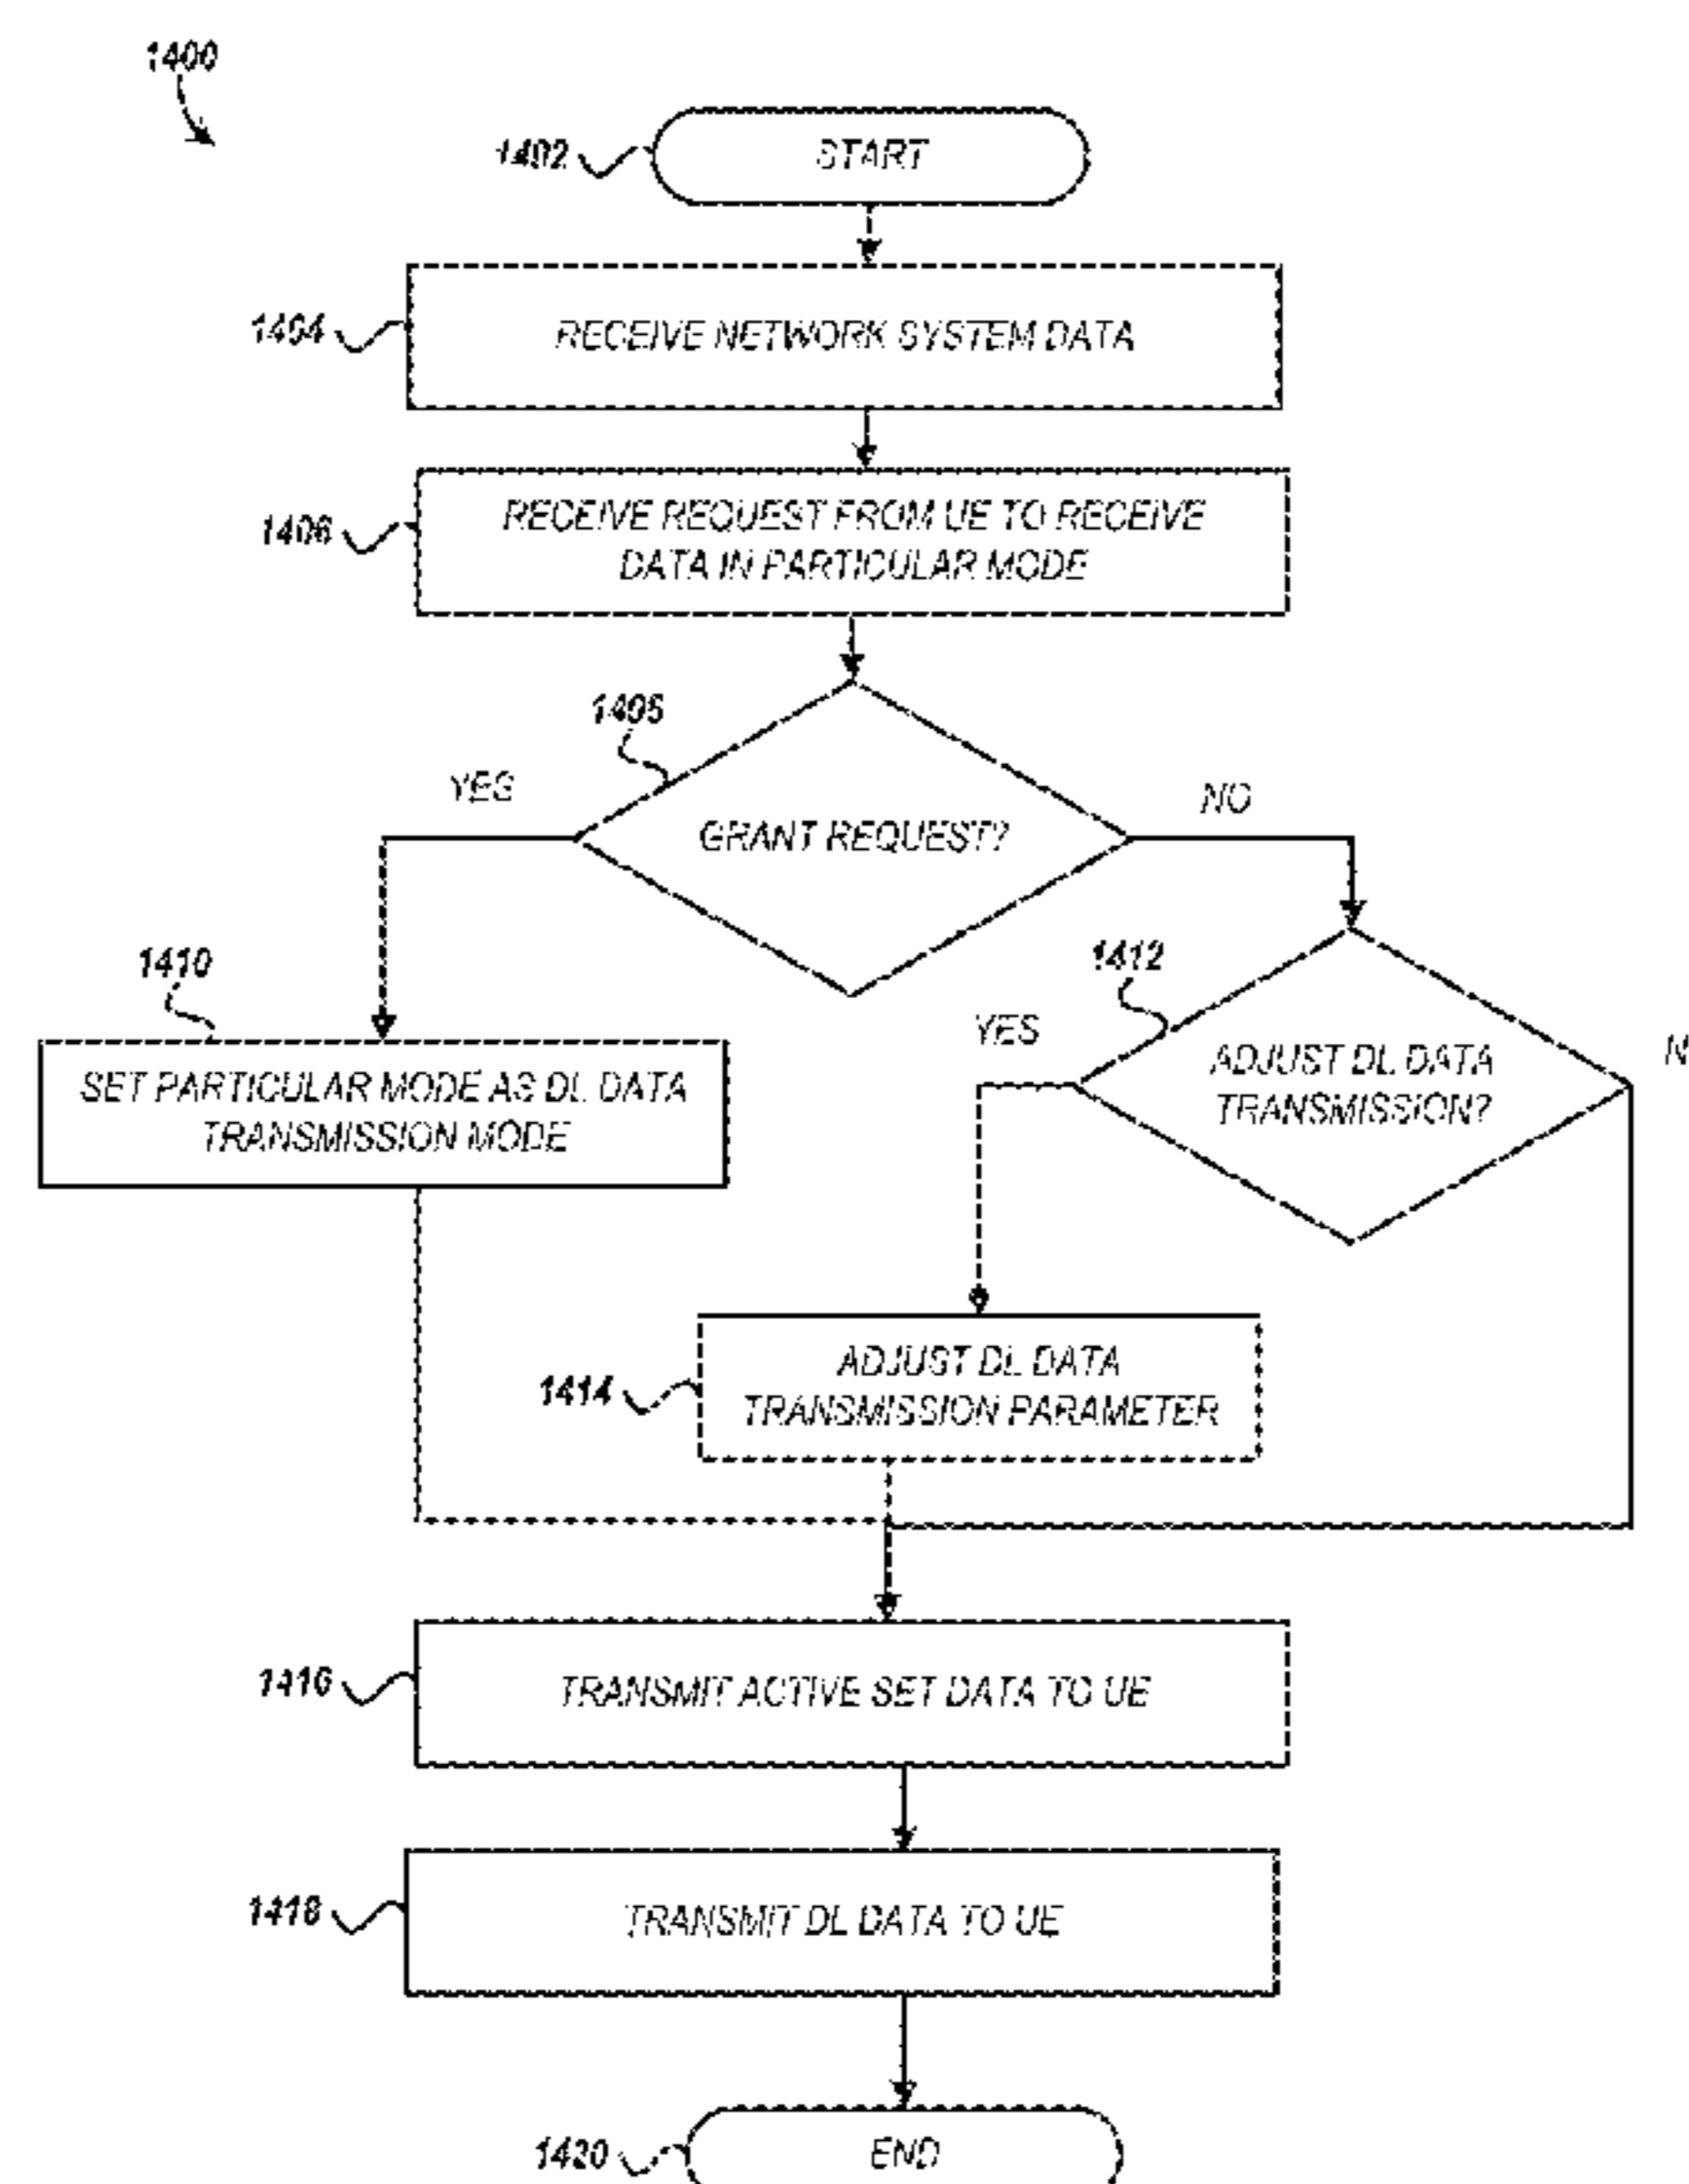 1400
1402
START
1404
RECEIVE NETWORK SYSTEM DATA
1406
RECEIVE REQUEST FROM UE TO RECEIVE
DATA IN PARTICULAR MODE
1408
GRANT REQUEST?
YES
NO
1410
SET PARTICULAR MODE AS DL DATA
TRANSMISSION MODE
1412
ADJUST DL DATA
TRANSMISSION?
YES
N
1414
ADJUST DL DATA
TRANSMISSION PARAMETER
1416
TRANSMIT ACTIVE SET DATA TO UE
1418
TRANSMIT DL DATA TO UE
1420
END